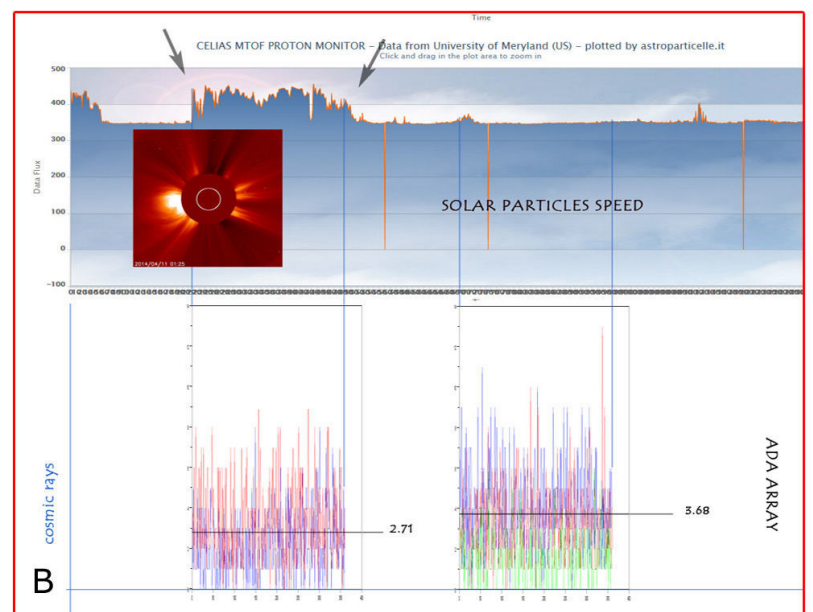 Time
CELIAS MTOF PROTON MONITOR - Data from University of Meryland (US) - plotted by astroparticelle.it
Click and drag in the plot area to zoom in
500
400
300
200
100
0
-100
Data Flux
SOLAR PARTICLES SPEED
2014/04/11 01:25
2.71
3.68
cosmic rays
ADA ARRAY
B